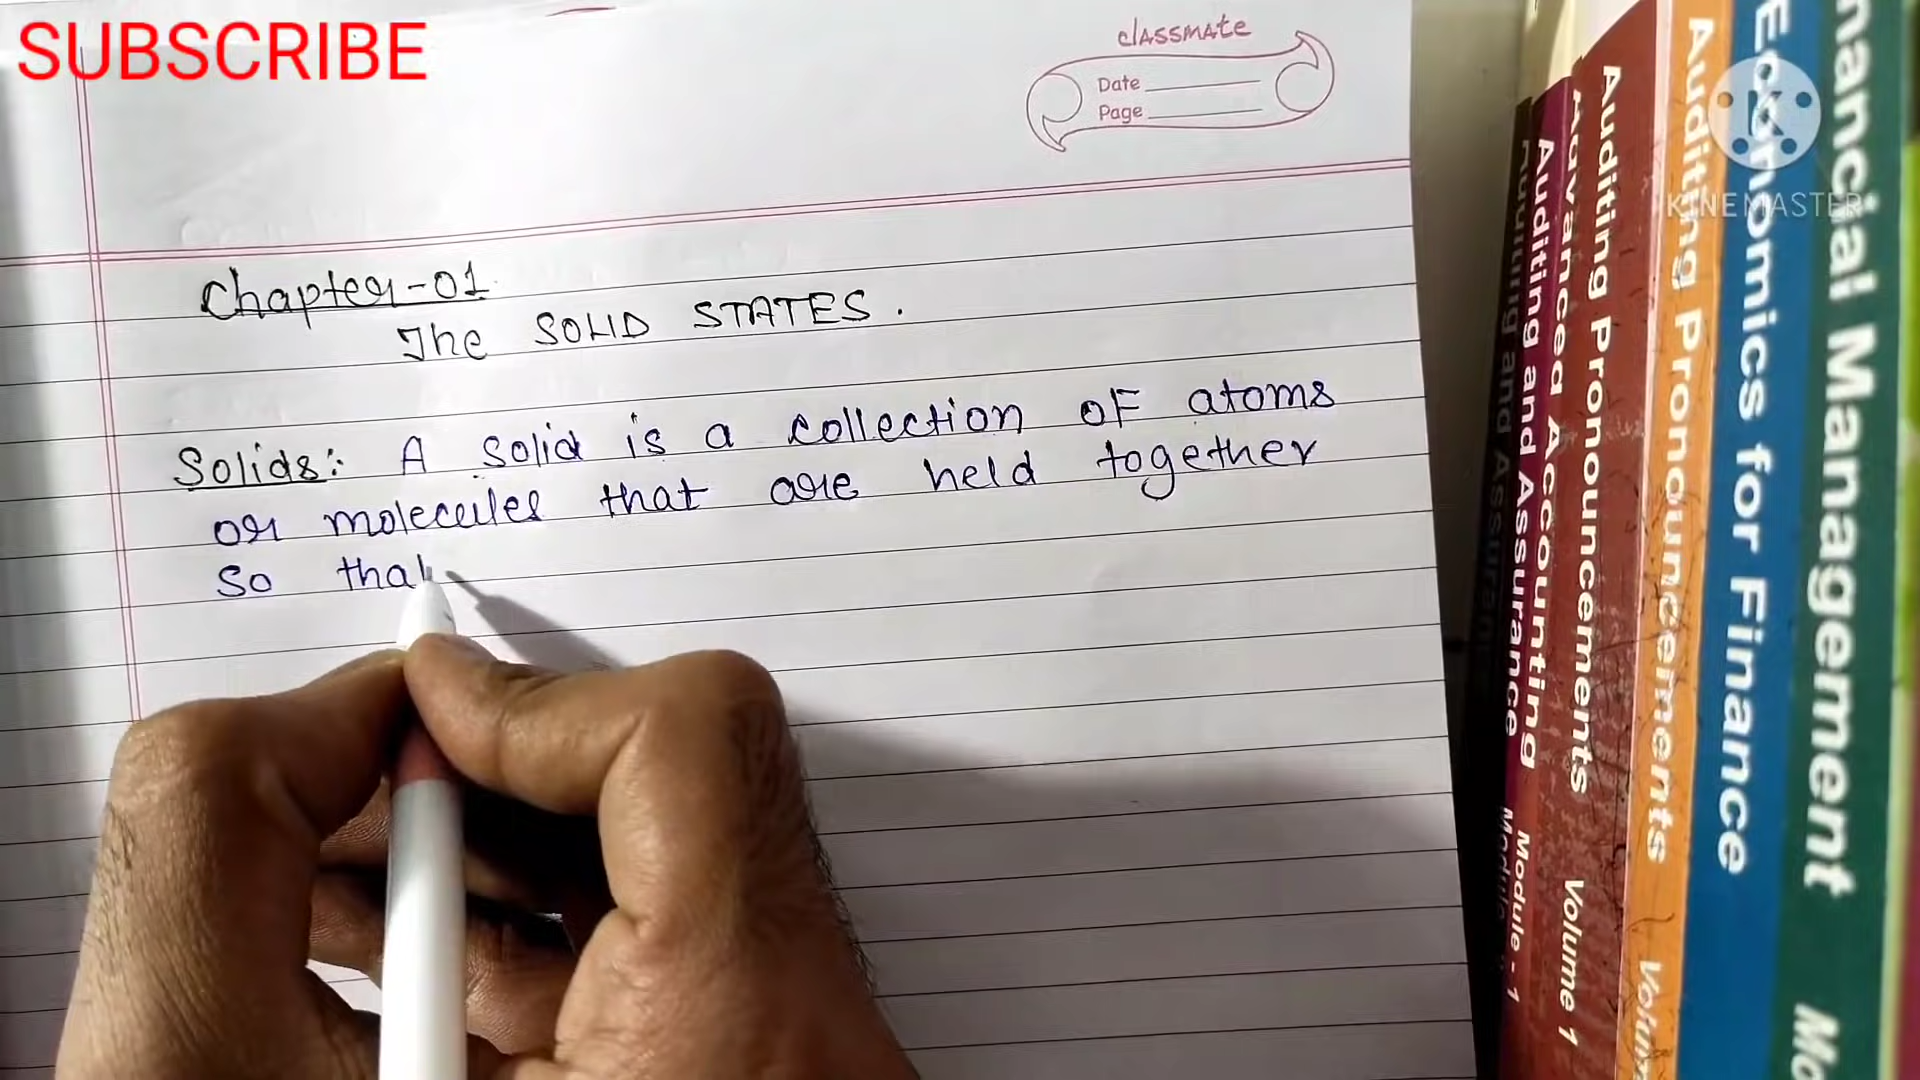 SUBSCRIBE
classmate
Date
Page
Chapter-01
The SOLID STATES.
Solids:- A solid is a collection of atoms
or molecules that are held together
So that
Auditing and Assurance Module - 1
Advanced Accounting
Auditing Pronouncements Volume 1
Auditing Pronouncements
Economics for Finance
Management
KINEMASTER